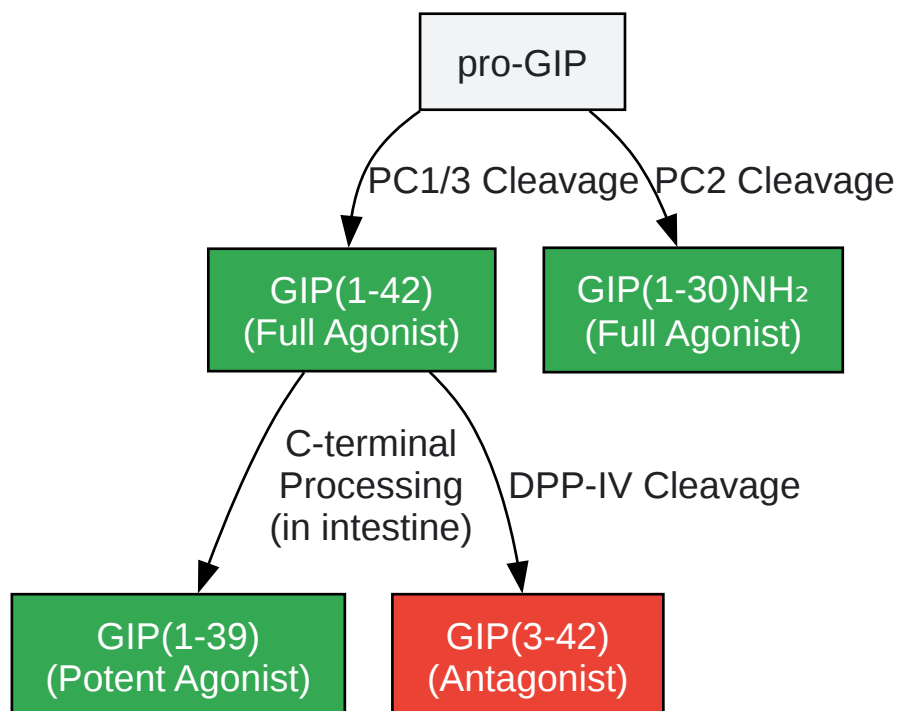 pro-GIP
PC1/3 Cleavage
PC2 Cleavage
GIP(1-42)
(Full Agonist)
GIP(1-30)NH₂
(Full Agonist)
C-terminal
Processing
(in intestine)
DPP-IV Cleavage
GIP(1-39)
(Potent Agonist)
GIP(3-42)
(Antagonist)